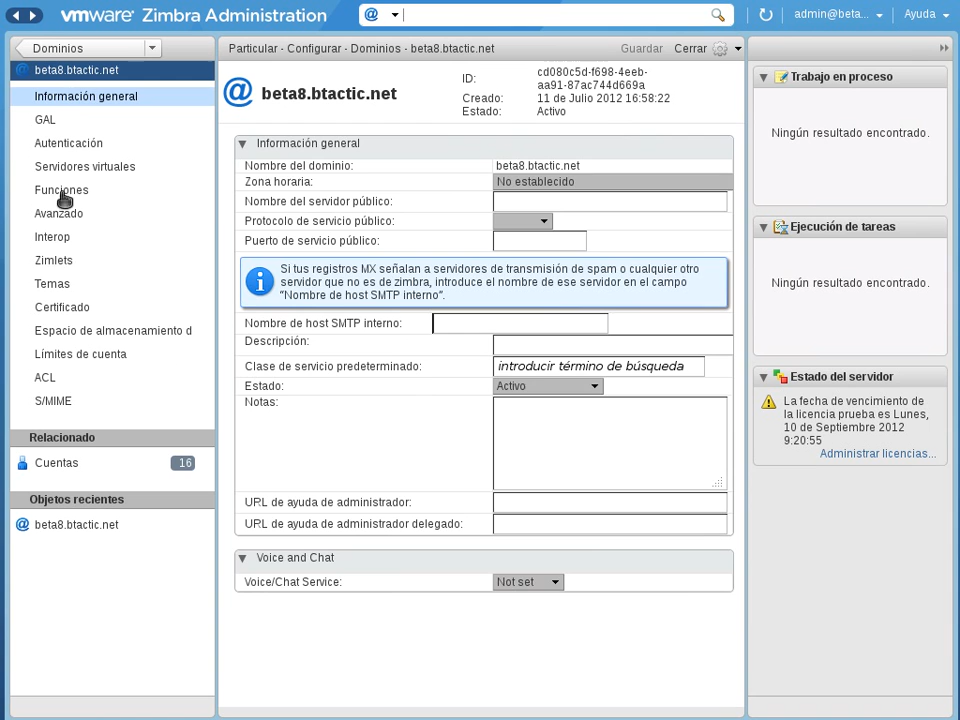 vmware Zimbra Administration
@
admin@beta...
Ayuda
Dominios
@ beta8.btactic.net
Información general
GAL
Autenticación
Servidores virtuales
Funciones
Avanzado
Interop
Zimlets
Temas
Certificado
Espacio de almacenamiento d
Límites de cuenta
ACL
S/MIME
Relacionado
Cuentas 16
Objetos recientes
@ beta8.btactic.net
Particular - Configurar - Dominios - beta8.btactic.net
Guardar Cerrar
@ beta8.btactic.net
ID: cd080c5d-f698-4eeb-
aa91-87ac744d669a
Creado: 11 de Julio 2012 16:58:22
Estado: Activo
Información general
Nombre del dominio: beta8.btactic.net
Zona horaria: No establecido
Nombre del servidor público:
Protocolo de servicio público:
Puerto de servicio público:
i
Si tus registros MX señalan a servidores de transmisión de spam o cualquier otro
servidor que no es de zimbra, introduce el nombre de ese servidor en el campo
"Nombre de host SMTP interno".
Nombre de host SMTP interno:
Descripción:
Clase de servicio predeterminado: introducir término de búsqueda
Estado: Activo
Notas:
URL de ayuda de administrador:
URL de ayuda de administrador delegado:
Voice and Chat
Voice/Chat Service: Not set
Trabajo en proceso
Ningún resultado encontrado.
Ejecución de tareas
Ningún resultado encontrado.
Estado del servidor
La fecha de vencimiento de
la licencia prueba es Lunes,
10 de Septiembre 2012
9:20:55
Administrar licencias...